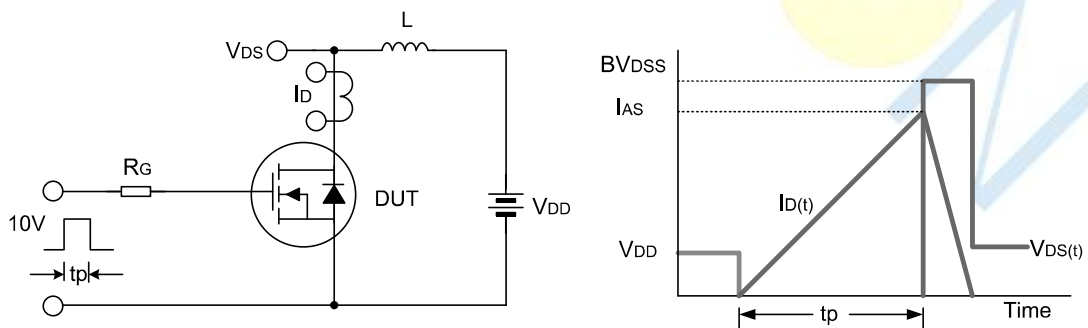 VDS
L
ID
RG
DUT
VDD
10V
tp
BVDSS
IAS
ID(t)
VDD
VDS(t)
tp
Time